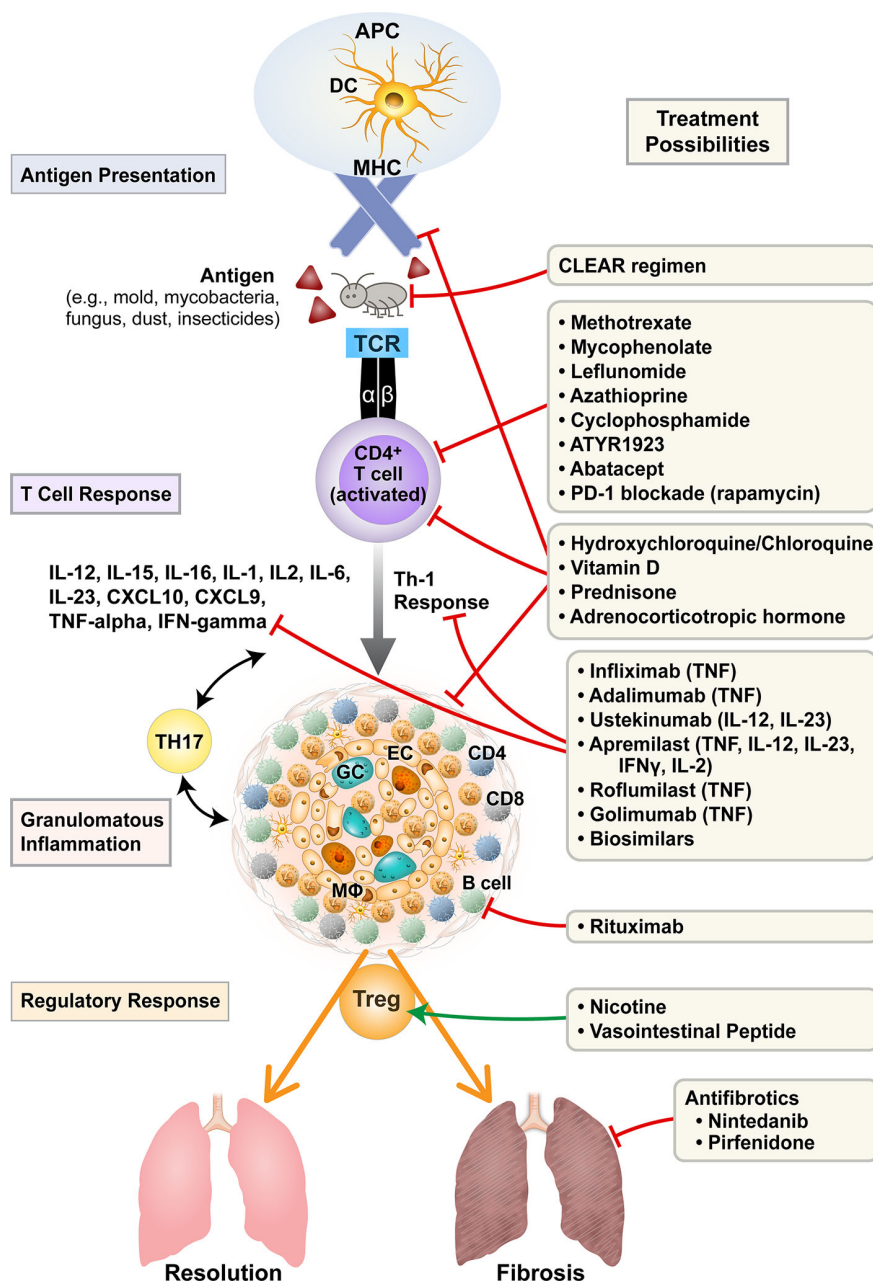 APC
DC
MHC
Treatment
Possibilities
Antigen Presentation
Antigen
(e.g., mold, mycobacteria,
fungus, dust, insecticides)
CLEAR regimen
TCR
α β
CD4+
T cell
(activated)
• Methotrexate
• Mycophenolate
• Leflunomide
• Azathioprine
• Cyclophosphamide
• ATYR1923
• Abatacept
• PD-1 blockade (rapamycin)
T Cell Response
• Hydroxychloroquine/Chloroquine
• Vitamin D
• Prednisone
• Adrenocorticotropic hormone
IL-12, IL-15, IL-16, IL-1, IL2, IL-6,
IL-23, CXCL10, CXCL9,
TNF-alpha, IFN-gamma
Th-1
Response
• Infliximab (TNF)
• Adalimumab (TNF)
• Ustekinumab (IL-12, IL-23)
• Apremilast (TNF, IL-12, IL-23,
IFNγ, IL-2)
• Roflumilast (TNF)
• Golimumab (TNF)
• Biosimilars
TH17
EC
GC
CD4
CD8
MΦ
B cell
Granulomatous
Inflammation
• Rituximab
Regulatory Response
Treg
• Nicotine
• Vasointestinal Peptide
Antifibrotics
• Nintedanib
• Pirfenidone
Resolution
Fibrosis